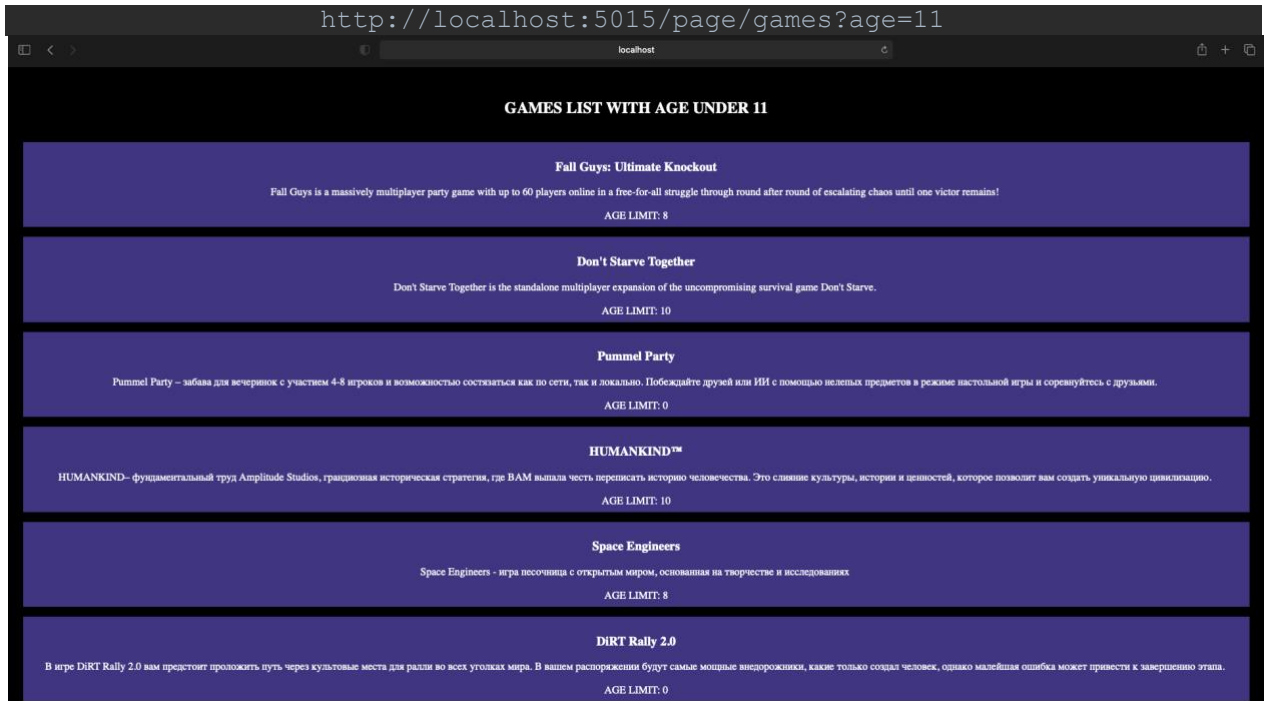 http://localhost:5015/page/games?age=11
localhost
GAMES LIST WITH AGE UNDER 11
Fall Guys: Ultimate Knockout
Fall Guys is a massively multiplayer party game with up to 60 players online in a free-for-all struggle through round after round of escalating chaos until one victor remains!
AGE LIMIT: 8
Don't Starve Together
Don't Starve Together is the standalone multiplayer expansion of the uncompromising survival game Don't Starve.
AGE LIMIT: 10
Pummel Party
Pummel Party – забава для вечеринок с участием 4-8 игроков и возможностью состязаться как по сети, так и локально. Побеждайте друзей или ИИ с помощью нелепых предметов в режиме настольной игры и соревнуйтесь с друзьями.
AGE LIMIT: 0
HUMANKIND™
HUMANKIND– фундаментальный труд Amplitude Studios, грандиозная историческая стратегия, где ВАМ выпала честь переписать историю человечества. Это слияние культуры, истории и ценностей, которое позволит вам создать уникальную цивилизацию.
AGE LIMIT: 10
Space Engineers
Space Engineers - игра песочница с открытым миром, основанная на творчестве и исследованиях
AGE LIMIT: 8
DiRT Rally 2.0
В игре DiRT Rally 2.0 вам предстоит проложить путь через культовые места для ралли во всех уголках мира. В вашем распоряжении будут самые мощные внедорожники, какие только создал человек, однако малейшая ошибка может привести к завершению этапа.
AGE LIMIT: 0